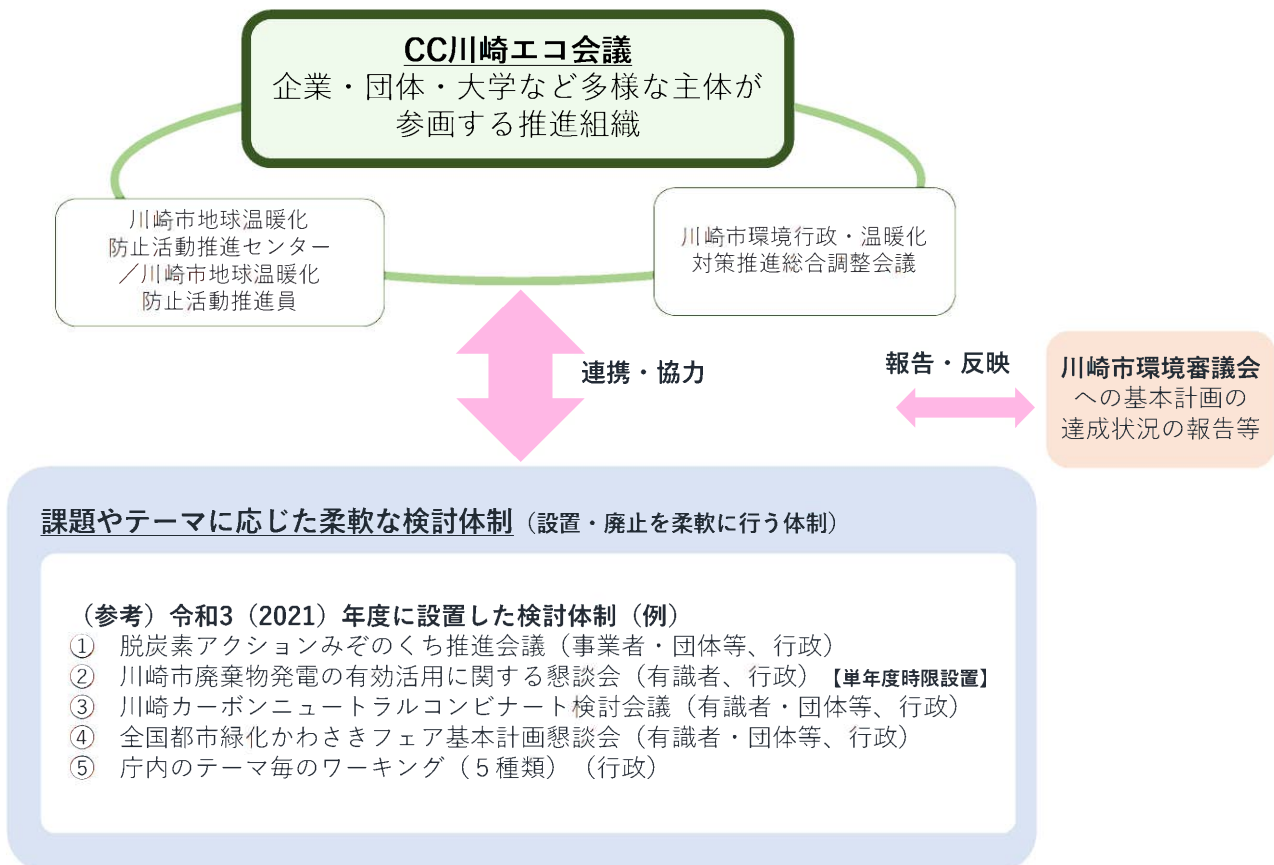 CC川崎エコ会議
企業・団体・大学など多様な主体が
参画する推進組織
川崎市地球温暖化
防止活動推進センター
／川崎市地球温暖化
防止活動推進員
川崎市環境行政・温暖化
対策推進総合調整会議
連携・協力
報告・反映
川崎市環境審議会
への基本計画の
達成状況の報告等
課題やテーマに応じた柔軟な検討体制（設置・廃止を柔軟に行う体制）
（参考）令和3（2021）年度に設置した検討体制（例）
① 脱炭素アクションみぞのくち推進会議（事業者・団体等、行政）
② 川崎市廃棄物発電の有効活用に関する懇談会（有識者、行政）【単年度時限設置】
③ 川崎カーボンニュートラルコンビナート検討会議（有識者・団体等、行政）
④ 全国都市緑化かわさきフェア基本計画懇談会（有識者・団体等、行政）
⑤ 庁内のテーマ毎のワーキング（５種類）（行政）